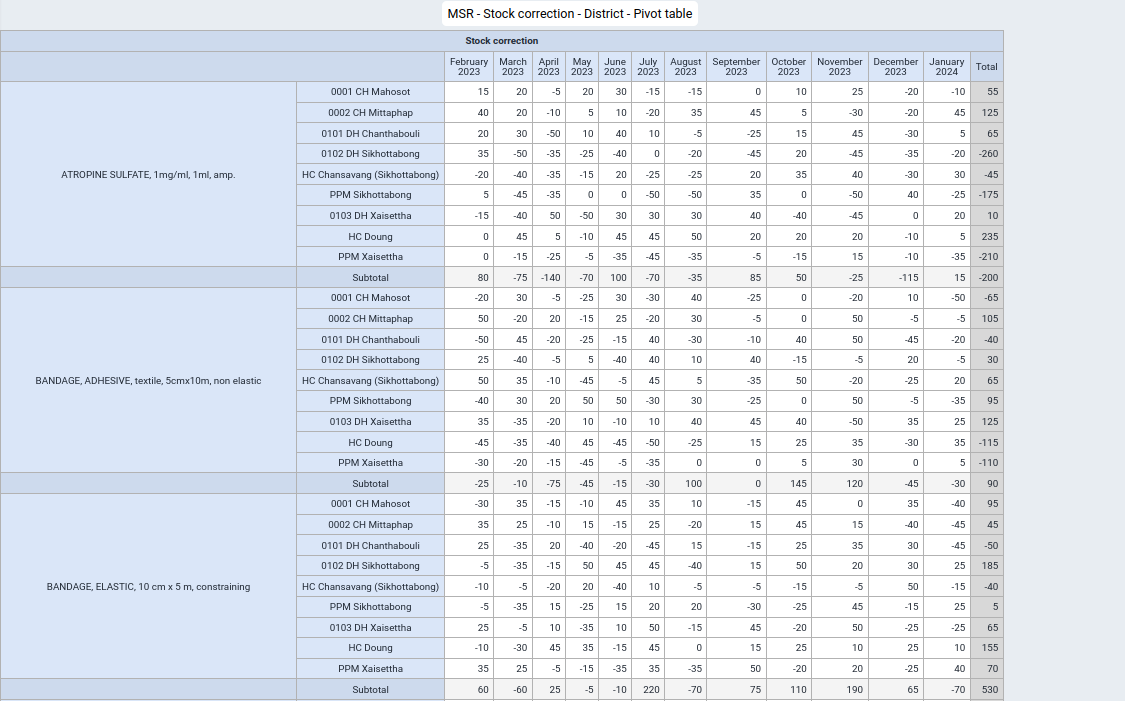 MSR - Stock correction - District - Pivot table
Stock correction
February 2023 March 2023 April 2023 May 2023 June 2023 July 2023 August 2023 September 2023 October 2023 November 2023 December 2023 January 2024 Total
ATROPINE SULFATE, 1mg/ml, 1ml, amp.
0001 CH Mahosot 15 20 -5 20 30 -15 -15 0 10 25 -20 -10 55
0002 CH Mittaphap 40 20 -10 5 10 -20 35 45 5 -30 -20 45 125
0101 DH Chanthabouli 20 30 -50 10 40 10 -5 -25 15 45 -30 5 65
0102 DH Sikhottabong 35 -50 -35 -25 -40 0 -20 -45 20 -45 -35 -20 -260
HC Chansavang (Sikhottabong) -20 -40 -35 -15 20 -25 -25 20 35 40 -30 30 -45
PPM Sikhottabong 5 -45 -35 0 0 -50 -50 35 0 -50 40 -25 -175
0103 DH Xaisettha -15 -40 50 -50 30 30 30 40 -40 -45 0 20 10
HC Doung 0 45 5 -10 45 45 50 20 20 20 -10 5 235
PPM Xaisettha 0 -15 -25 -5 -35 -45 -35 -5 -15 15 -10 -35 -210
Subtotal 80 -75 -140 -70 100 -70 -35 85 50 -25 -115 15 -200
BANDAGE, ADHESIVE, textile, 5cmx10m, non elastic
0001 CH Mahosot -20 30 -5 -25 30 -30 40 -25 0 -20 10 -50 -65
0002 CH Mittaphap 50 -20 20 -15 25 -20 30 -5 0 50 -5 -5 105
0101 DH Chanthabouli -50 45 -20 -25 -15 40 -30 -10 40 50 -45 -20 -40
0102 DH Sikhottabong 25 -40 -5 5 -40 40 10 40 -15 -5 20 -5 30
HC Chansavang (Sikhottabong) 50 35 -10 -45 -5 45 5 -35 50 -20 -25 20 65
PPM Sikhottabong -40 30 20 50 50 -30 30 -25 0 50 -5 -35 95
0103 DH Xaisettha 35 -35 -20 10 -10 10 40 45 40 -50 35 25 125
HC Doung -45 -35 -40 45 -45 -50 -25 15 25 35 -30 35 -115
PPM Xaisettha -30 -20 -15 -45 -5 -35 0 0 5 30 0 5 -110
Subtotal -25 -10 -75 -45 -15 -30 100 0 145 120 -45 -30 90
BANDAGE, ELASTIC, 10 cm x 5 m, constraining
0001 CH Mahosot -30 35 -15 -10 45 35 10 -15 45 0 35 -40 95
0002 CH Mittaphap 35 25 -10 15 -15 25 -20 15 45 15 -40 -45 45
0101 DH Chanthabouli 25 -35 20 -40 -20 -45 15 -15 25 35 30 -45 -50
0102 DH Sikhottabong -5 -35 -15 50 45 45 -40 15 50 20 30 25 185
HC Chansavang (Sikhottabong) -10 -5 -20 20 -40 10 -5 -5 -15 -5 50 -15 -40
PPM Sikhottabong -5 -35 15 -25 15 20 20 -30 -25 45 -15 25 5
0103 DH Xaisettha 25 -5 10 -35 10 50 -15 45 -20 50 -25 -25 65
HC Doung -10 -30 45 35 -15 45 0 15 25 10 25 10 155
PPM Xaisettha 35 25 -5 -15 -35 35 -35 50 -20 20 -25 40 70
Subtotal 60 -60 25 -5 -10 220 -70 75 110 190 65 -70 530